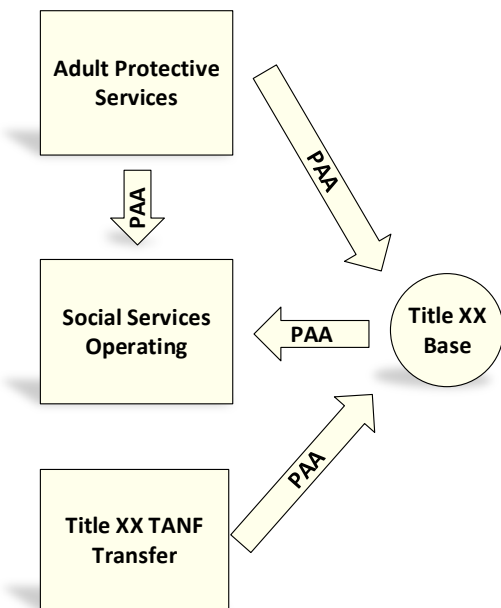 Adult Protective
Services
PAA
PAA
Social Services
Operating
PAA
Title XX
Base
PAA
Title XX TANF
Transfer